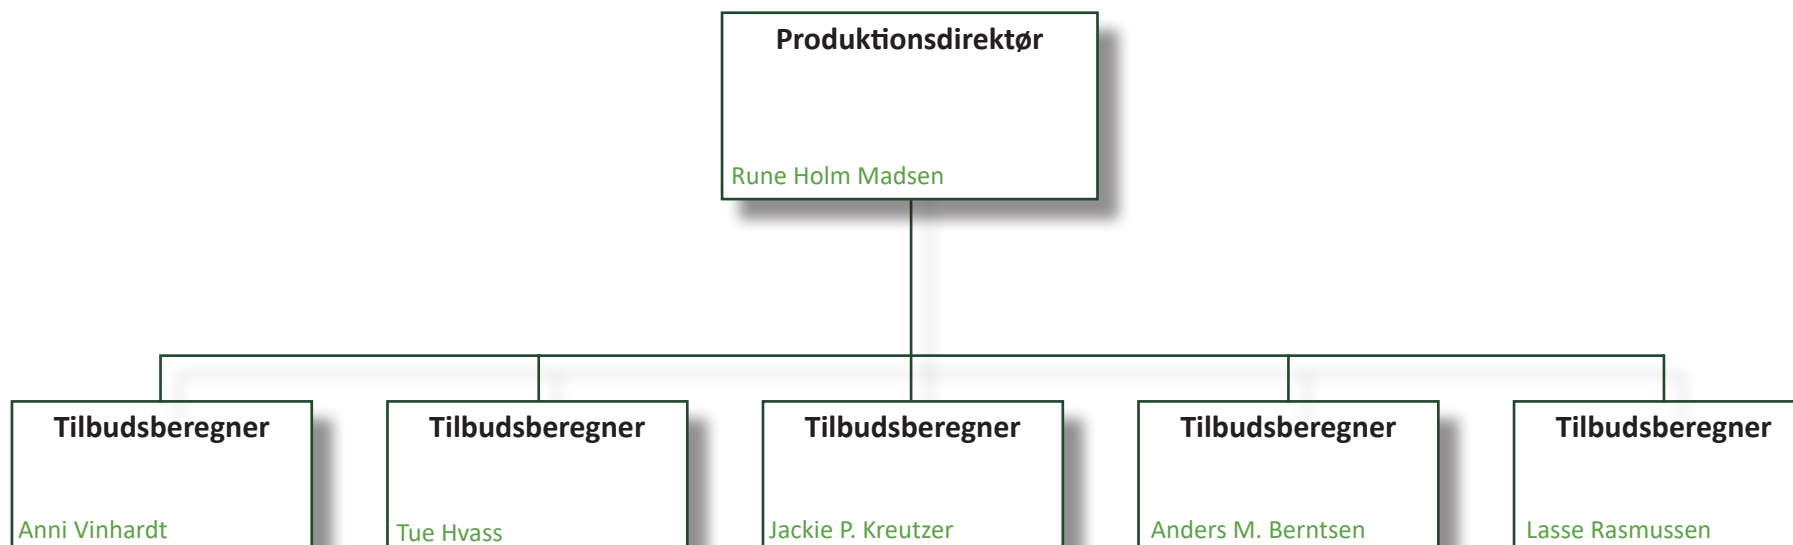 Produktionsdirektør
Rune Holm Madsen
Tilbudsberegner
Anni Vinhardt
Tilbudsberegner
Tue Hvass
Tilbudsberegner
Jackie P. Kreutzer
Tilbudsberegner
Anders M. Berntsen
Tilbudsberegner
Lasse Rasmussen